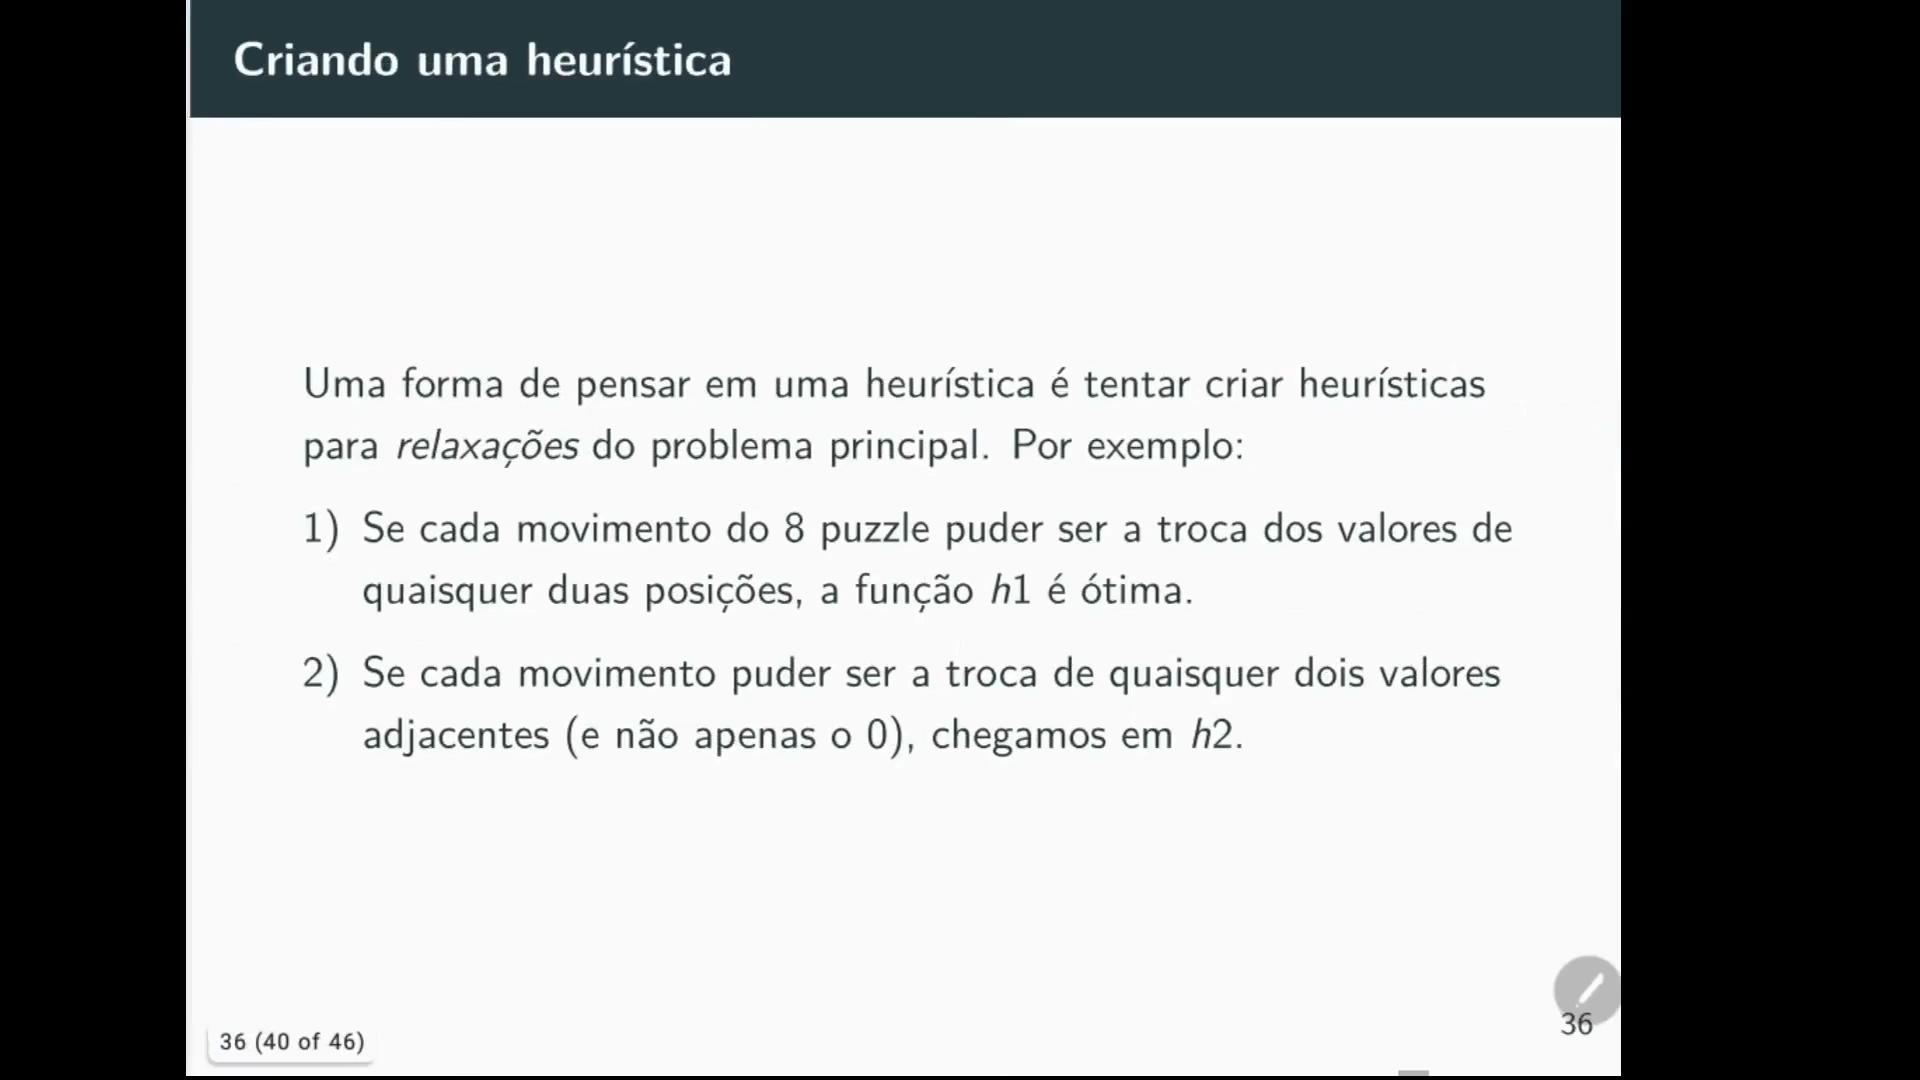 Criando uma heurística
Uma forma de pensar em uma heurística é tentar criar heurísticas
para relaxações do problema principal. Por exemplo:
1) Se cada movimento do 8 puzzle puder ser a troca dos valores de
quaisquer duas posições, a função h1 é ótima.
2) Se cada movimento puder ser a troca de quaisquer dois valores
adjacentes (e não apenas o 0), chegamos em h2.
36
36 (40 of 46)